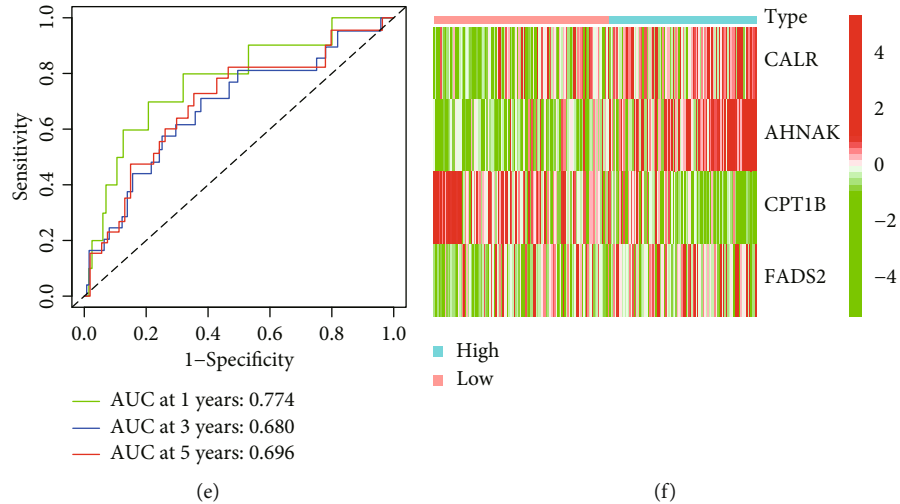 1.0
0.8
0.6
0.4
0.2
0.0
Sensitivity
0.0 0.2 0.4 0.6 0.8 1.0
1−Specificity
AUC at 1 years: 0.774
AUC at 3 years: 0.680
AUC at 5 years: 0.696
(e)
Type
CALR
AHNAK
CPT1B
FADS2
4
2
0
−2
−4
High
Low
(f)